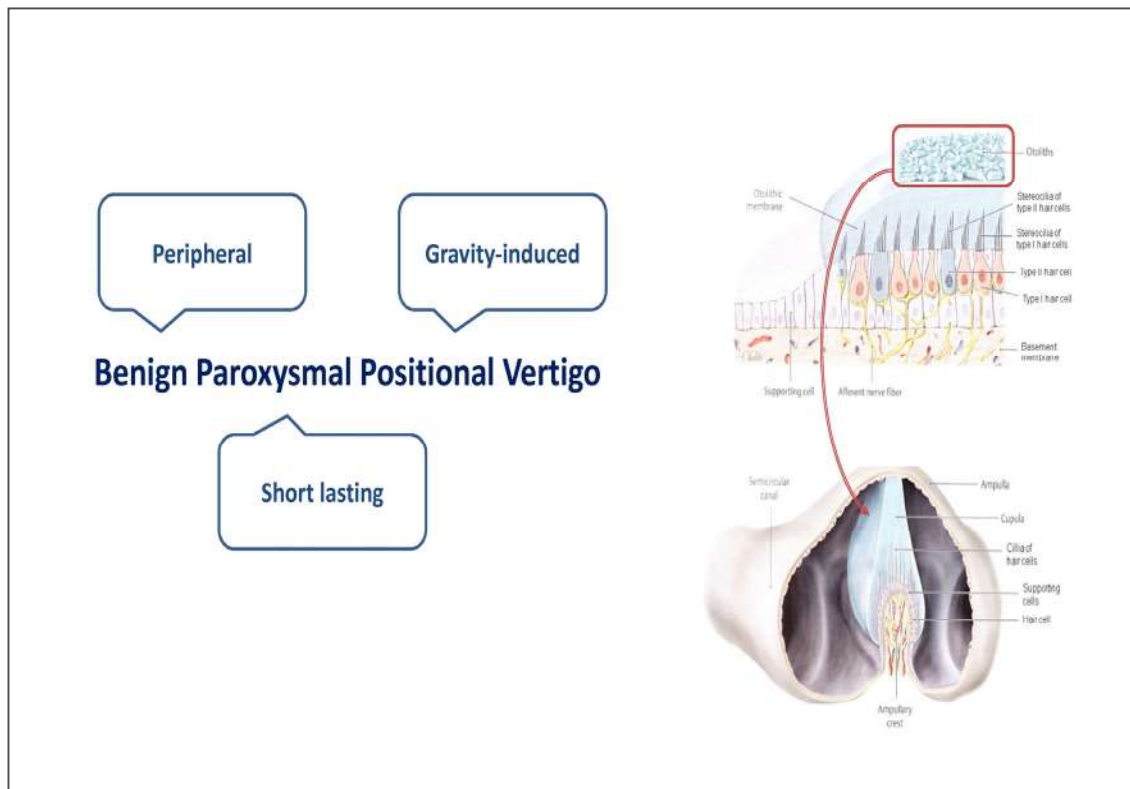 Peripheral
Gravity-induced
Benign Paroxysmal Positional Vertigo
Short lasting
Otoliths
Otolithic
membrane
Stereocilia of
type II hair cells
Stereocilia of
type I hair cells
Type II hair cell
Type I hair cell
Basement
membrane
Supporting cell
Afferent nerve fiber
Semicircular
canal
Ampulla
Cupula
Cillia of
hair cells
Supporting
cells
Hair cell
Ampullary
crest